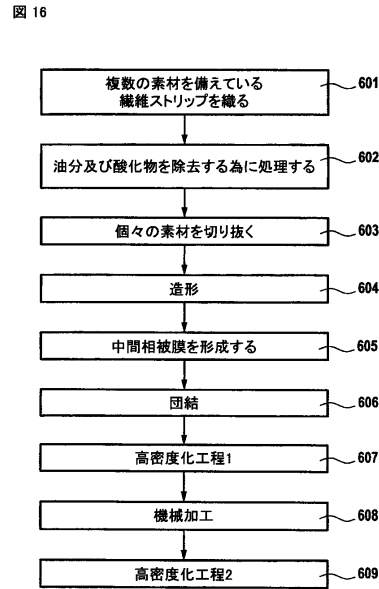 図 16
複数の素材を備えている
繊維ストリップを織る
601
油分及び酸化物を除去する為に処理する
602
個々の素材を切り抜く
603
造形
604
中間相被膜を形成する
605
団結
606
高密度化工程1
607
機械加工
608
高密度化工程2
609